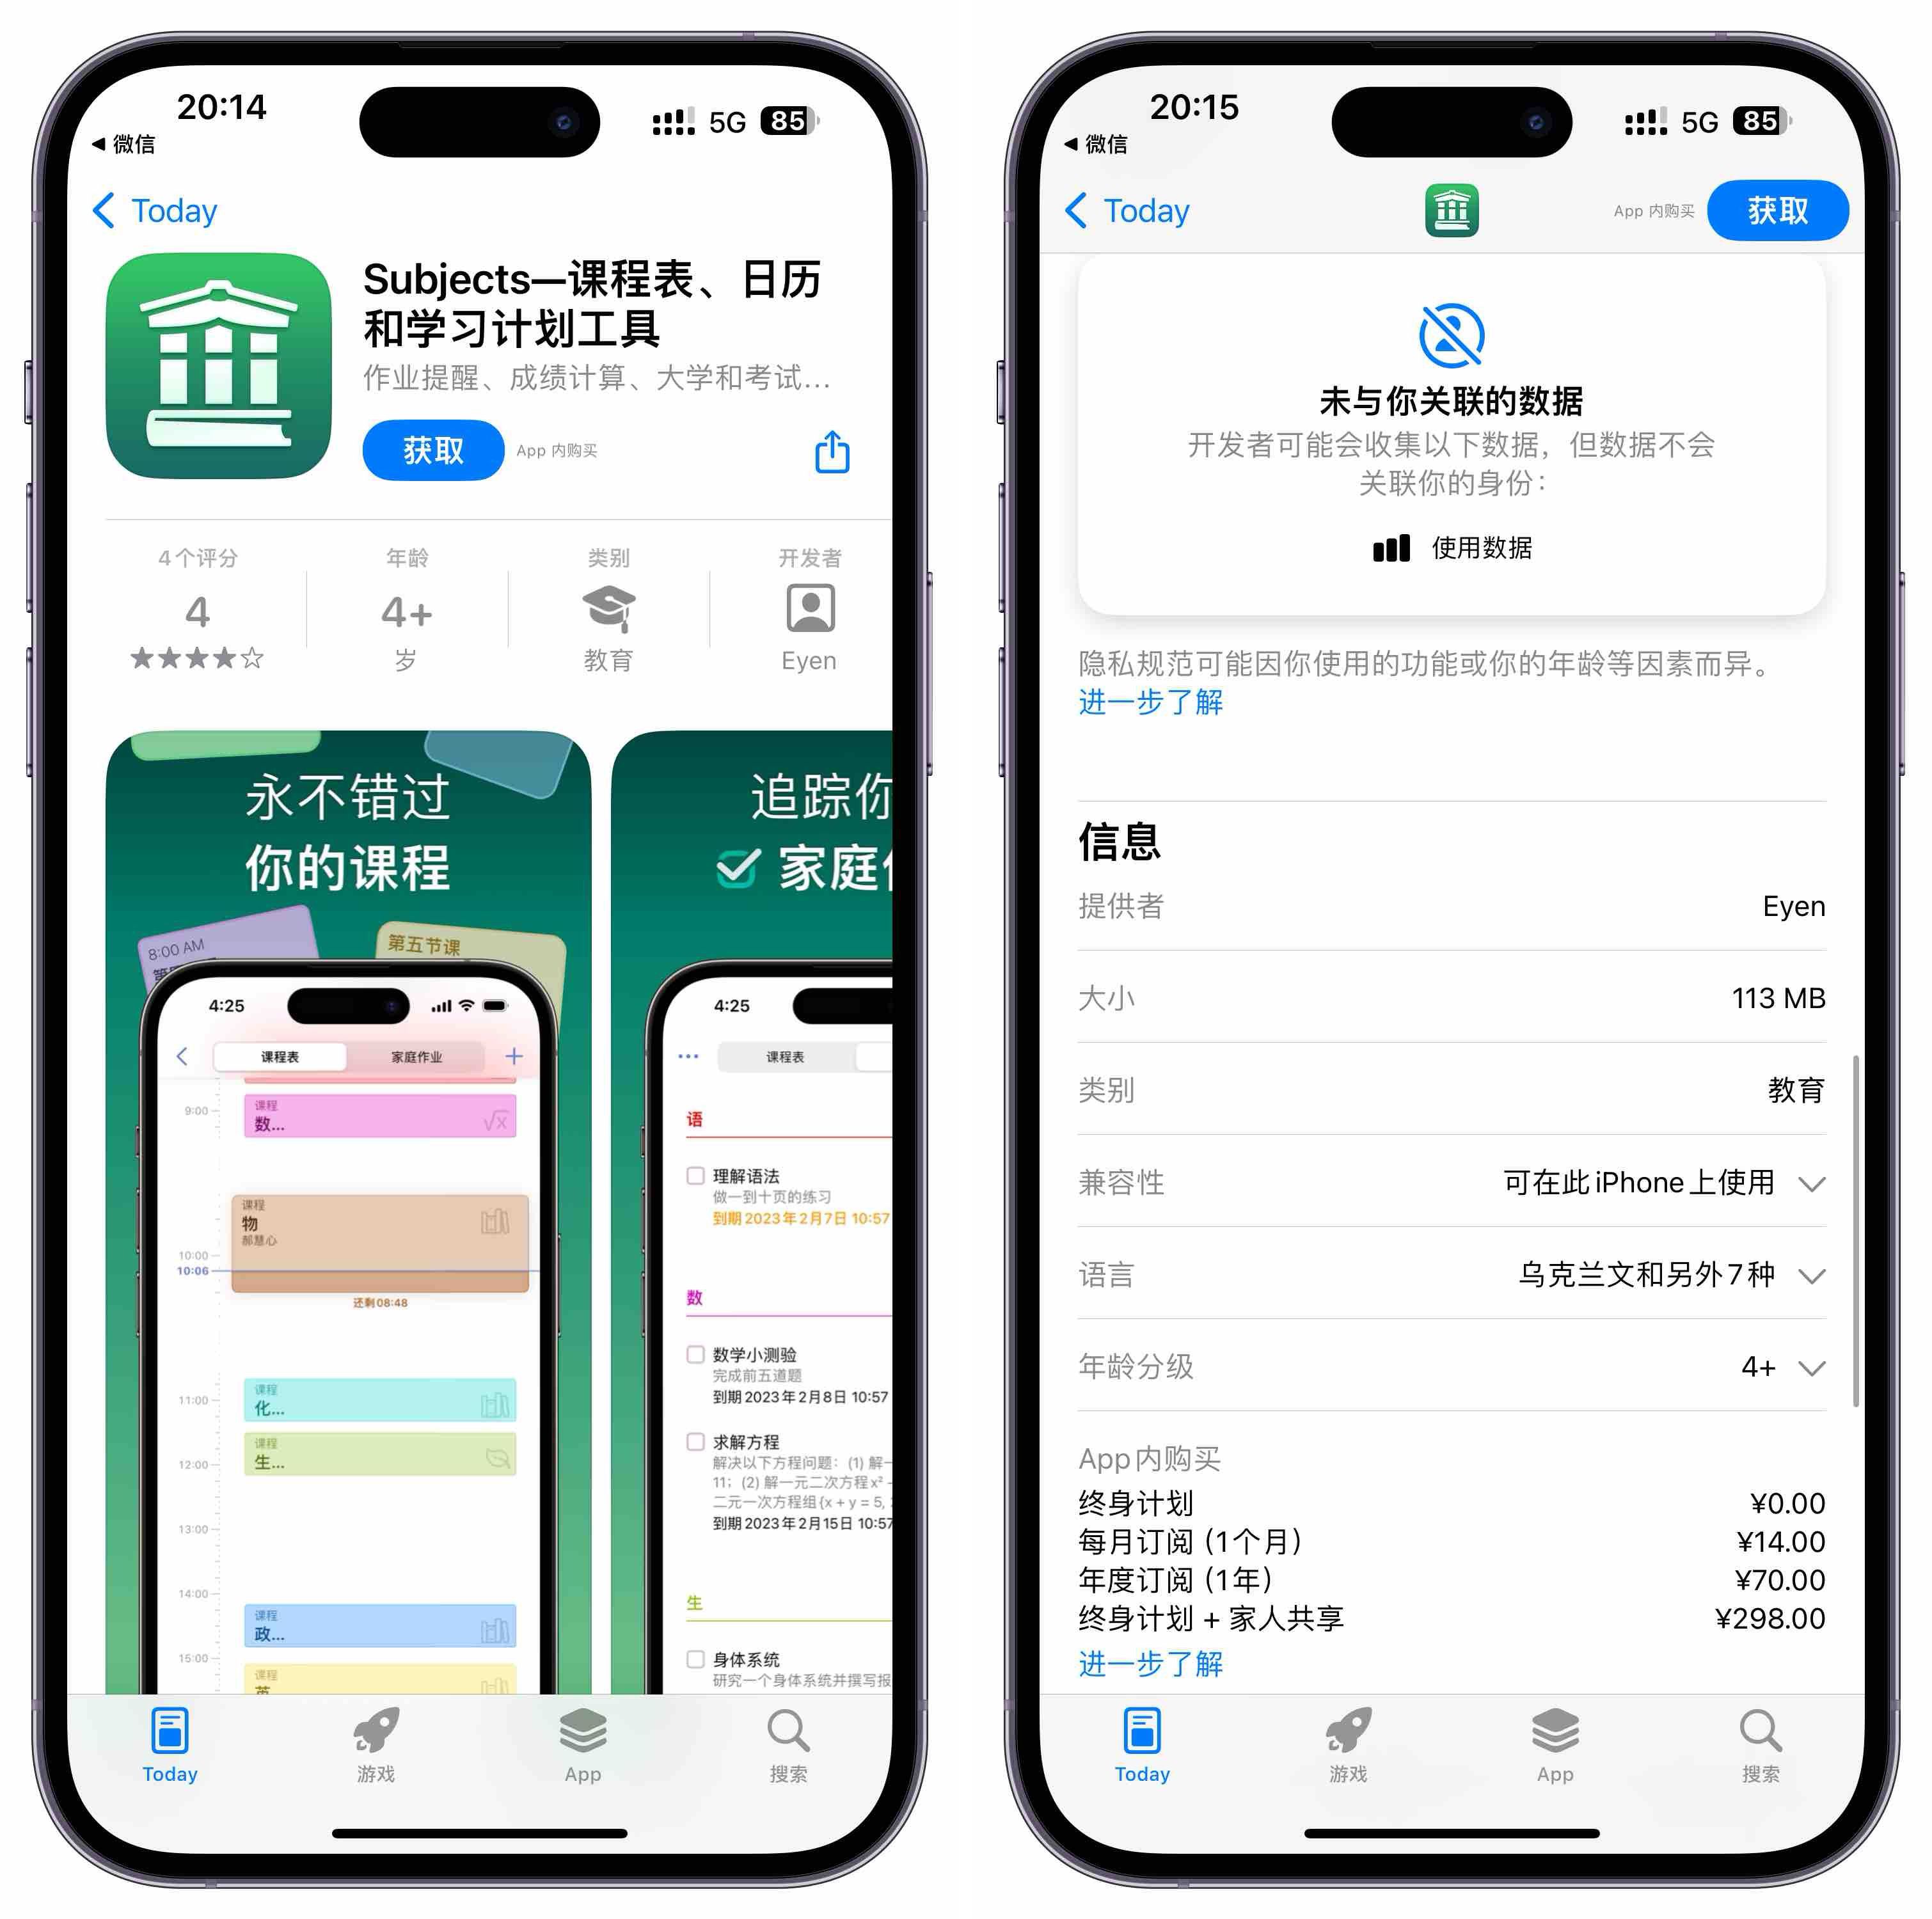 20:14
5G 85
◀ 微信
Today
Subjects—课程表、日历
和学习计划工具
作业提醒、成绩计算、大学和考试...
获取
App 内购买
4个评分
4
年龄
4+
岁
类别
教育
开发者
Eyen
永不错过
你的课程
8:00 AM
第五节课
4:25
课程表
家庭作业
9:00
课程
数...
课程
物
郝慧心
10:00
10:06
还剩08:48
11:00
课程
化...
12:00
课程
生...
13:00
14:00
课程
政...
15:00
课程
追踪你
家庭
4:25
课程表
语
理解语法
做一到十页的练习
到期 2023年2月7日 10:57
数
数学小测验
完成前五道题
到期 2023年2月8日 10:57
求解方程
解决以下方程问题:(1) 解一
11; (2) 解一元二次方程x² -
二元一次方程组{x + y = 5,
到期 2023年2月15日 10:57
生
身体系统
研究一个身体系统并撰写报
Today
游戏
App
搜索
20:15
5G 85
◀ 微信
Today
App 内购买
获取
未与你关联的数据
开发者可能会收集以下数据，但数据不会
关联你的身份：
使用数据
隐私规范可能因你使用的功能或你的年龄等因素而异。
进一步了解
信息
提供者 Eyen
大小 113 MB
类别 教育
兼容性 可在此 iPhone 上使用
语言 乌克兰文和另外 7 种
年龄分级 4+
App 内购买
终身计划 ¥0.00
每月订阅 (1个月) ¥14.00
年度订阅 (1年) ¥70.00
终身计划 + 家人共享 ¥298.00
进一步了解
Today
游戏
App
搜索